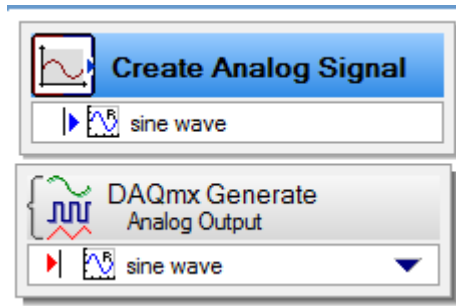 Create Analog Signal
sine wave
DAQmx Generate
Analog Output
sine wave